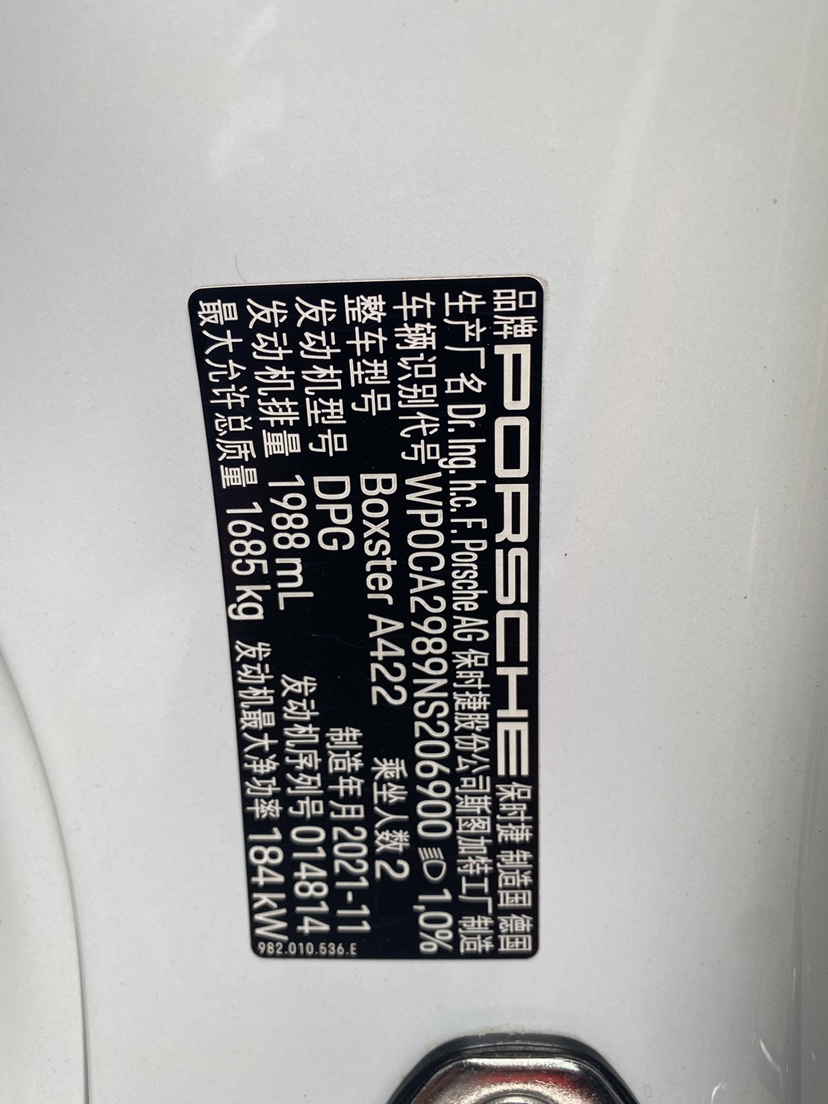 品牌 PORSCHE 保时捷 制造国 德国
生产厂名 Dr. Ing. h.c. F. Porsche AG 保时捷股份公司斯图加特工厂制造
车辆识别代号 WP0CA2989NS206900 1,0%
整车型号 Boxster A422 乘坐人数 2
发动机型号 DPG 制造年月 2021-11
发动机排量 1988 mL 发动机序列号 014814
最大允许总质量 1685 kg 发动机最大净功率 184 kW
982.010.536.E